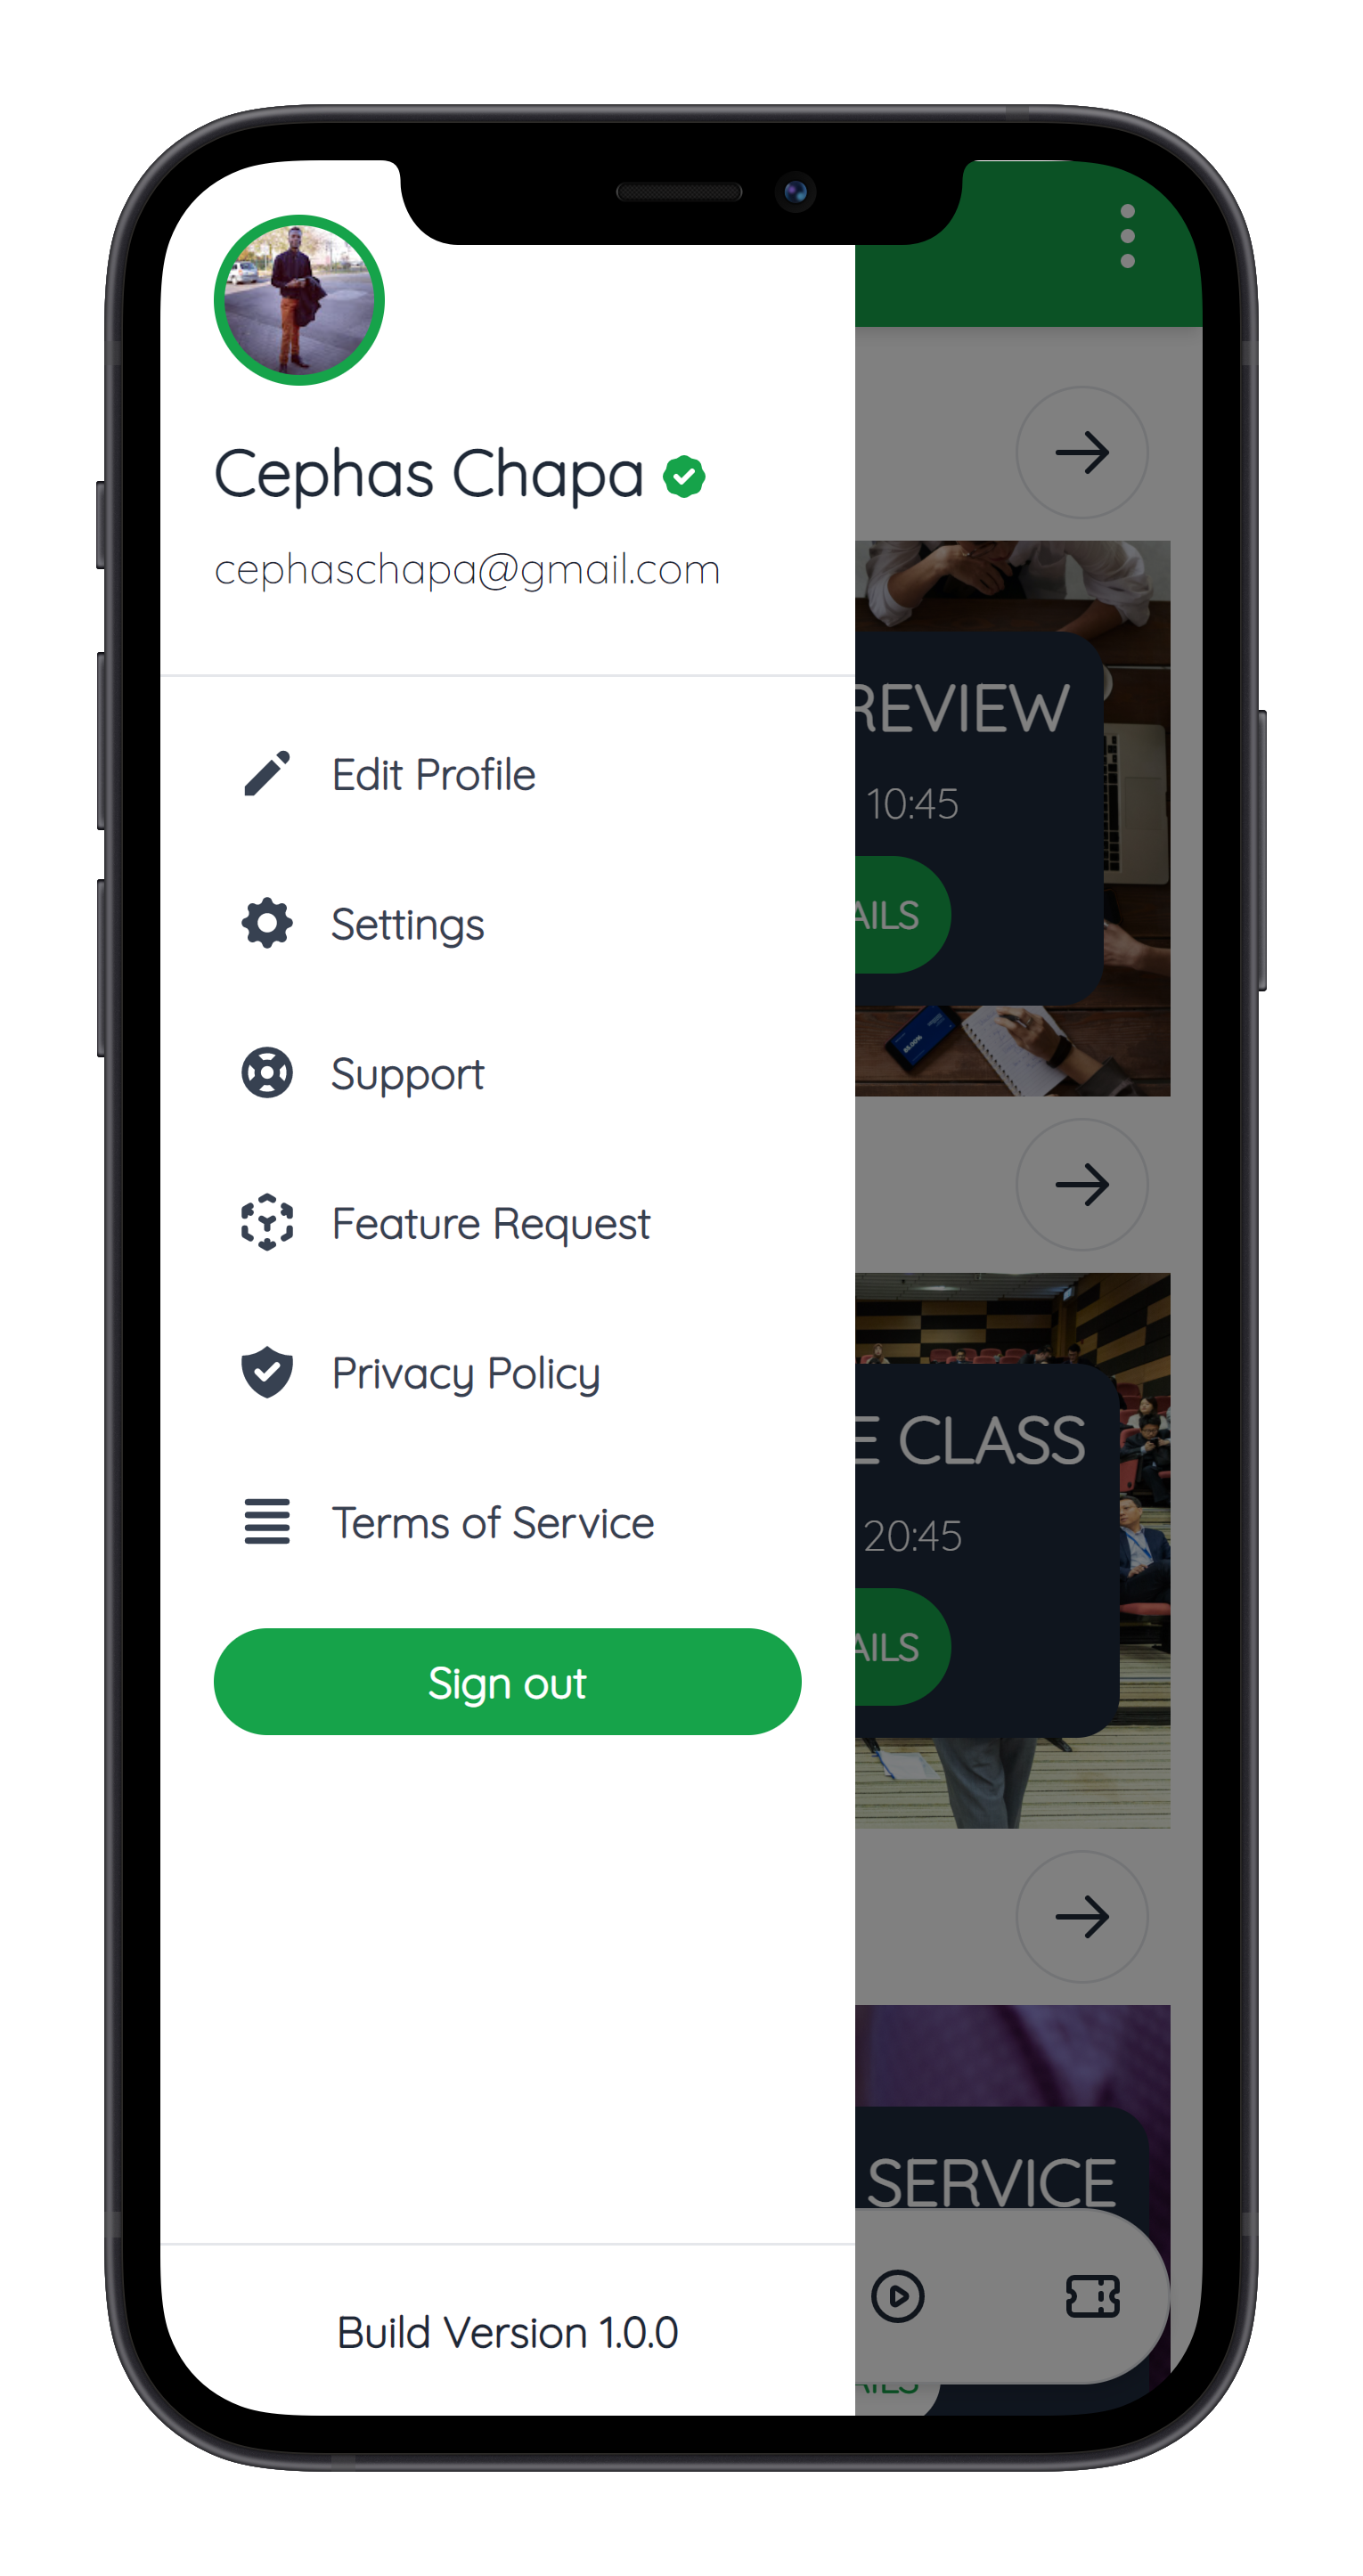 Cephas Chapa
cephaschapa@gmail.com
Edit Profile
Settings
Support
Feature Request
Privacy Policy
Terms of Service
Sign out
Build Version 1.0.0
REVIEW
10:45
AILS
E CLASS
20:45
AILS
SERVICE
AILS